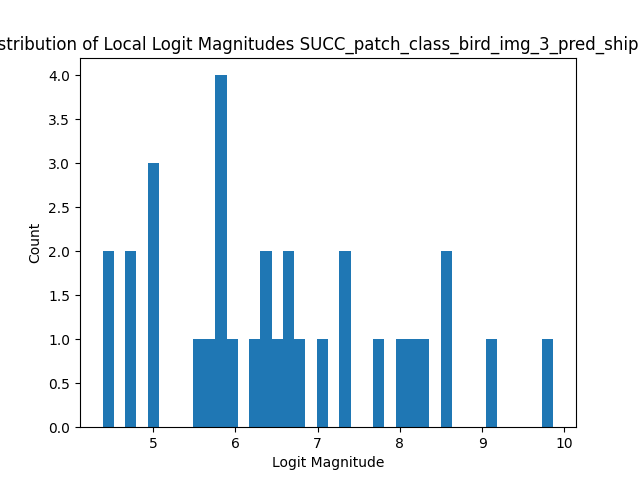 stribution of Local Logit Magnitudes SUCC_patch_class_bird_img_3_pred_ship
4.0
3.5
3.0
2.5
2.0
1.5
1.0
0.5
0.0
Count
5 6 7 8 9 10
Logit Magnitude